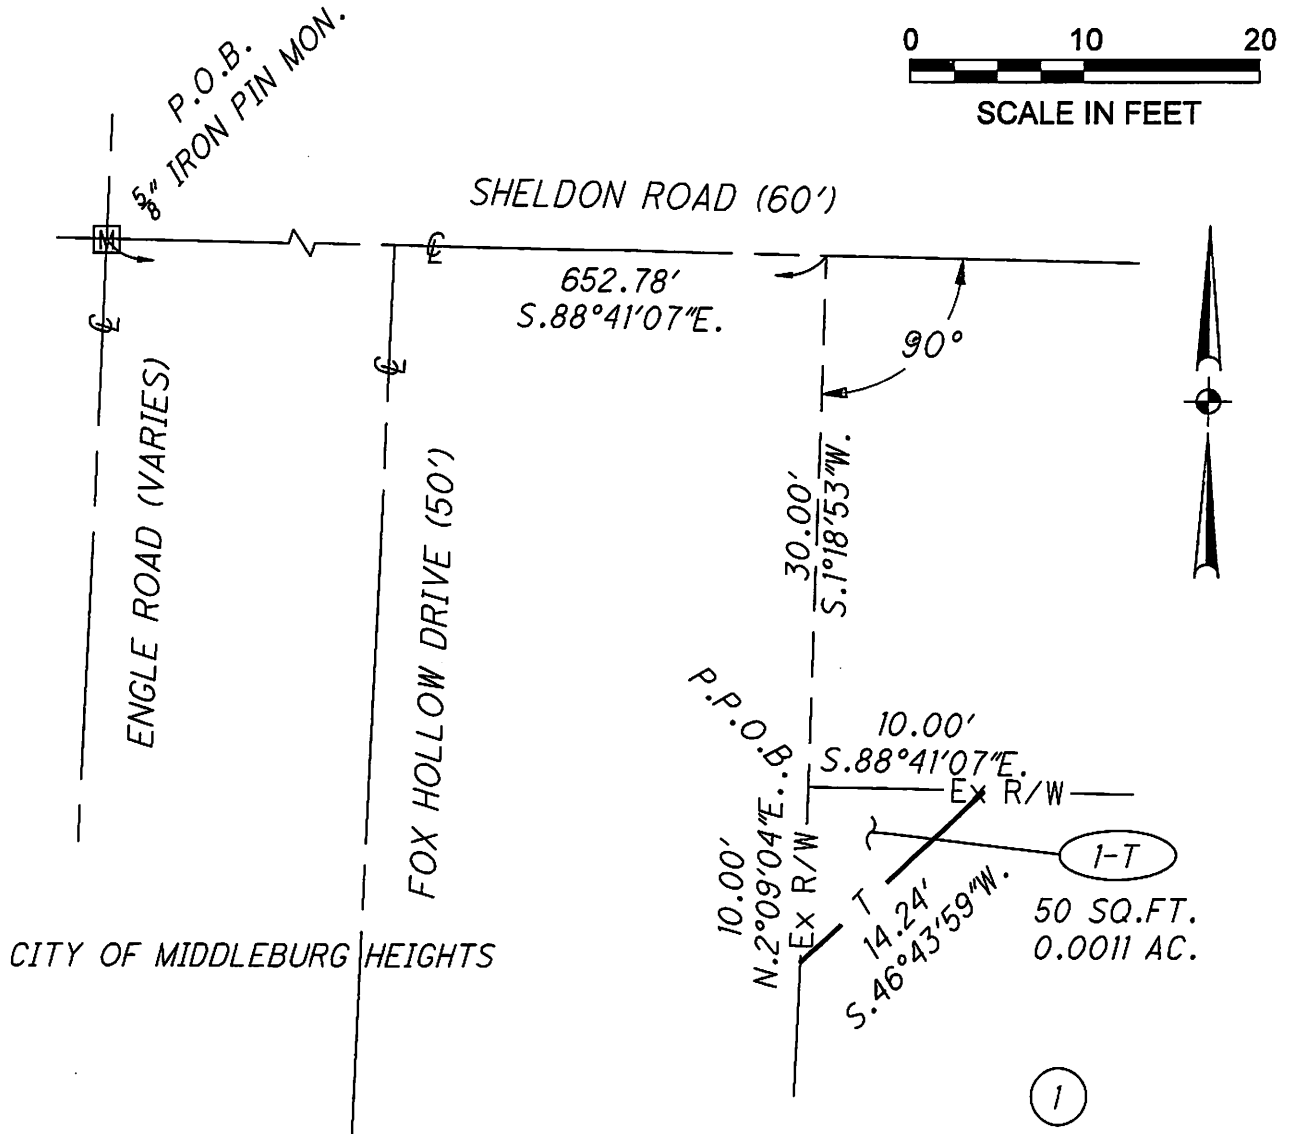 P.O.B.
5/8" IRON PIN MON.
0 10 20
SCALE IN FEET
SHELDON ROAD (60')
M
℄
652.78'
S.88°41'07"E.
℄
℄
90°
ENGLE ROAD (VARIES)
FOX HOLLOW DRIVE (50')
30.00'
S.1°18'53"W.
P.P.O.B.
10.00'
S.88°41'07"E.
Ex R/W
10.00'
N.2°09'04"E.
Ex R/W
T
14.24'
S.46°43'59"W.
1-T
50 SQ.FT.
0.0011 AC.
CITY OF MIDDLEBURG HEIGHTS
1